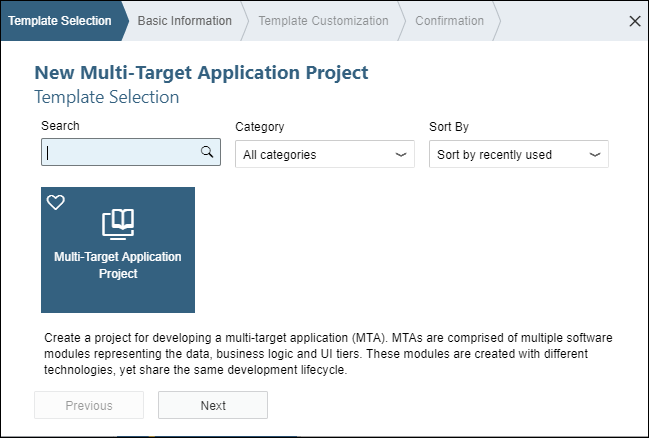 Template Selection Basic Information Template Customization Confirmation
New Multi-Target Application Project
Template Selection
Search Category Sort By
All categories Sort by recently used
Multi-Target Application
Project
Create a project for developing a multi-target application (MTA). MTAs are comprised of multiple software
modules representing the data, business logic and UI tiers. These modules are created with different
technologies, yet share the same development lifecycle.
Previous Next